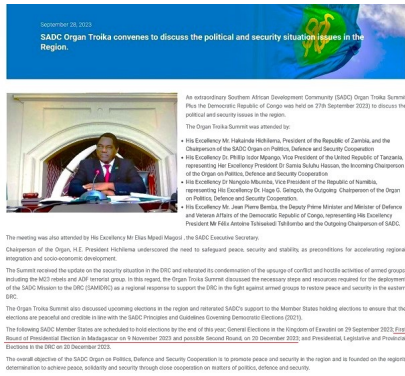 September 28, 2023
SADC Organ Troika convenes to discuss the political and security situation issues in the
Region.
An extraordinary Southern African Development Community (SADC) Organ Troika Summit
Plus the Democratic Republic of Congo was held on 27th September 2023) to discuss the
political and security issues in the region.
The Organ Troika Summit was attended by:
His Excellency Mr. Hakainde Hichilema, President of the Republic of Zambia, and the
Chairperson of the SADC Organ on Politics, Defence and Security Cooperation
His Excellency Dr. Phillip Isdor Mpango, Vice President of the United Republic of Tanzania,
representing Her Excellency President Dr Samia Suluhu Hassan, the Incoming Chairperson
of the Organ on Politics, Defence and Security Cooperation
His Excellency Dr Nangolo Mbumba, Vice President of the Republic of Namibia,
representing His Excellency Dr. Hage G. Geingob, the Outgoing Chairperson of the Organ
on Politics, Defence and Security Cooperation.
His Excellency Mr. Jean Pierre Bemba, the Deputy Prime Minister and Minister of Defence
and Veteran Affairs of the Democratic Republic of Congo, representing His Excellency
President Mr Félix Antoine Tshisekedi Tshilombo and the Outgoing Chairperson of SADC.
The meeting was also attended by His Excellency Mr Elias Mpedi Magosi, the SADC Executive Secretary.
Chairperson of the Organ, H.E. President Hichilema underscored the need to safeguard peace, security and stability, as preconditions for accelerating regional
integration and socio-economic development.
The Summit received the update on the security situation in the DRC and reiterated its condemnation of the upsurge of conflict and hostile activities of armed groups
including the M23 rebels and ADF terrorist group. In this regard, the Organ Troika Summit discussed the necessary steps and resources required for the deployment
of the SADC Mission to the DRC (SAMIDRC) as a regional response to support the DRC in the fight against armed groups to restore peace and security in the eastern
DRC.
The Organ Troika Summit also discussed upcoming elections in the region and reiterated SADC's support to the Member States holding elections to ensure that the
elections are peaceful and credible in line with the SADC Principles and Guidelines Governing Democratic Elections (2021).
The following SADC Member States are scheduled to hold elections by the end of this year; General Elections in the Kingdom of Eswatini on 29 September 2023; First
Round of Presidential Election in Madagascar on 9 November 2023 and possible Second Round, on 20 December 2023; and Presidential, Legislative and Provincial
Elections in the DRC on 20 December 2023.
The overall objective of the SADC Organ on Politics, Defence and Security Cooperation is to promote peace and security in the region and is founded on the region's
determination to achieve peace, solidarity and security through close cooperation on matters of politics, defence and security.